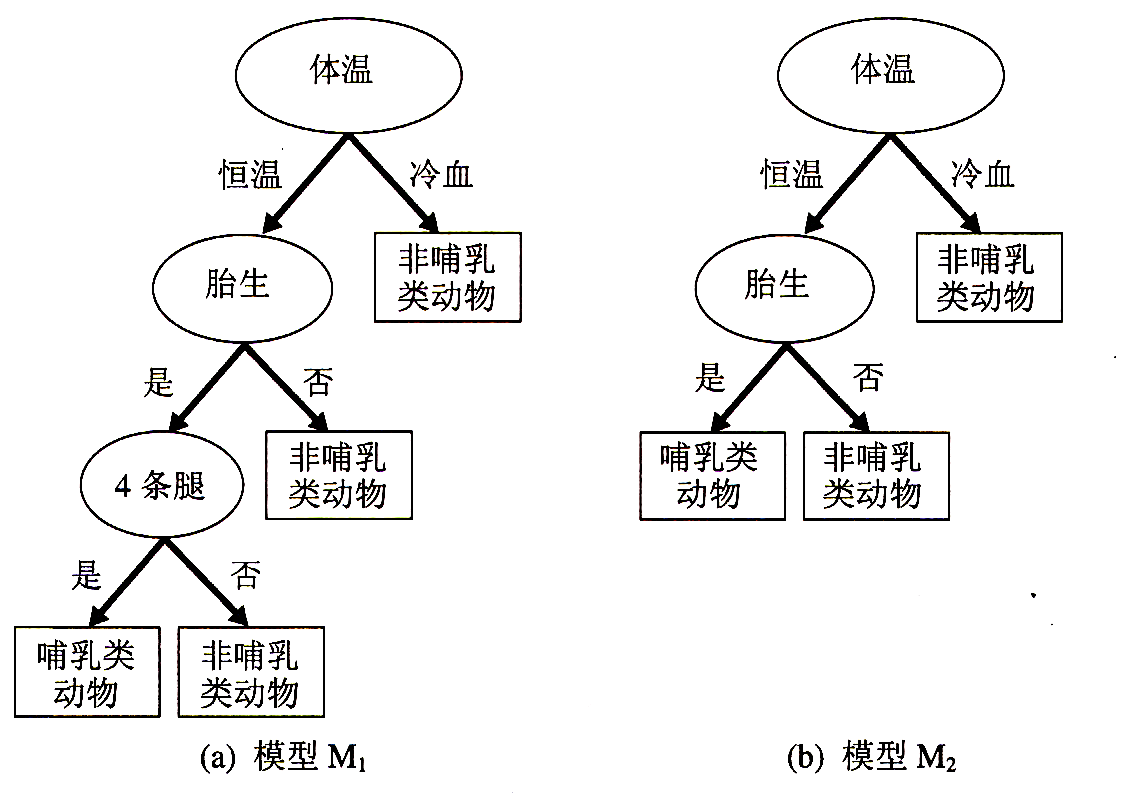 体温
恒温
冷血
胎生
非哺乳
类动物
是
否
4 条腿
非哺乳
类动物
是
否
哺乳类
动物
非哺乳
类动物
(a) 模型 M₁
体温
恒温
冷血
胎生
非哺乳
类动物
是
否
哺乳类
动物
非哺乳
类动物
(b) 模型 M₂